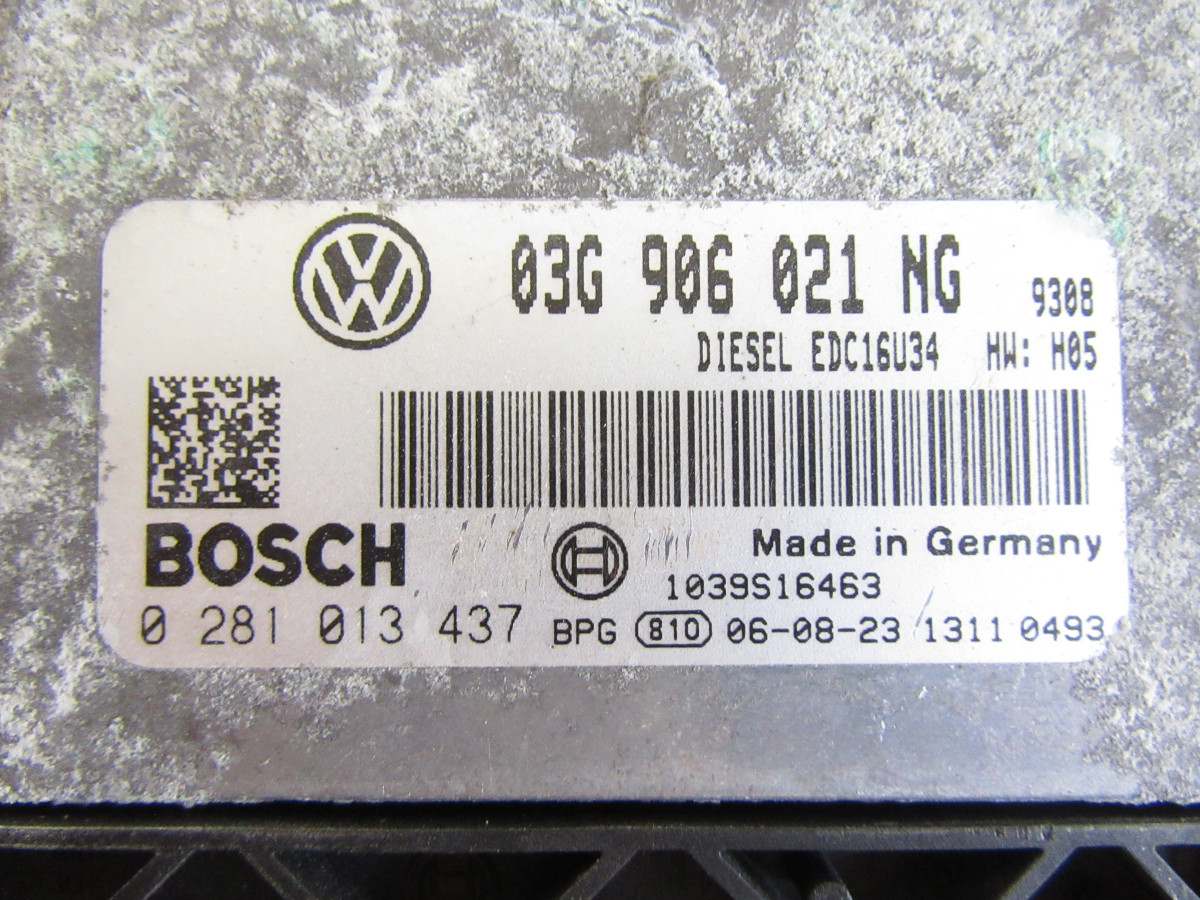 03G 906 021 NG 9308
DIESEL EDC16U34 HW: H05
BOSCH
Made in Germany
1039S16463
0 281 013 437 BPG 810 06-08-23 1311 0493